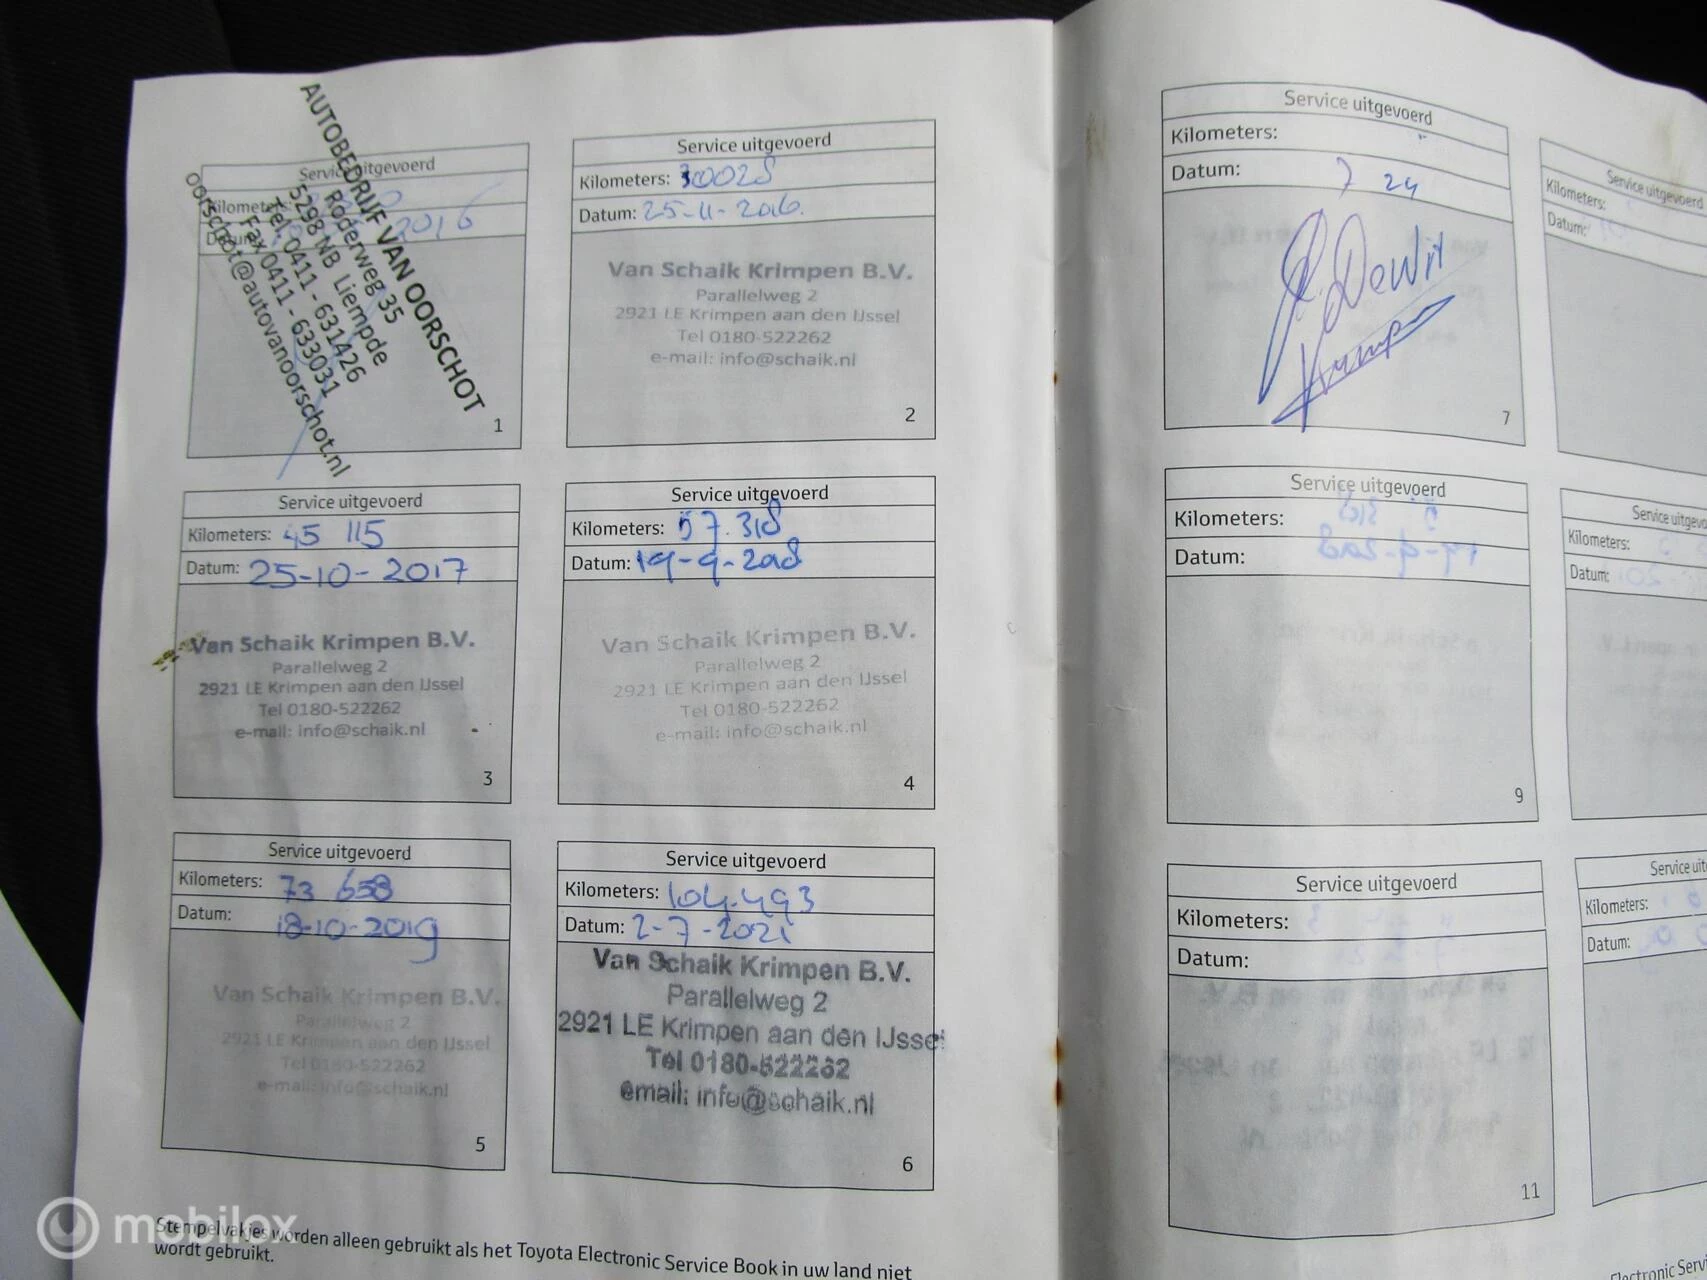 Service uitgevoerd
Kilometers:
Datum: 2016
AUTOBEDRIJF VAN OORSCHOT
Roderweg 35
5298 NB Liempde
Tel. 0411 - 631426
Fax 0411 - 633031
oorschot@autovanoorschot.nl
1
Service uitgevoerd
Kilometers: 30028
Datum: 25-11-2016.
Van Schaik Krimpen B.V.
Parallelweg 2
2921 LE Krimpen aan den IJssel
Tel 0180-522262
e-mail: info@schaik.nl
2
Service uitgevoerd
Kilometers: 45 115
Datum: 25-10-2017
Van Schaik Krimpen B.V.
Parallelweg 2
2921 LE Krimpen aan den IJssel
Tel 0180-522262
e-mail: info@schaik.nl
3
Service uitgevoerd
Kilometers: 57.318
Datum: 19-9-2018
Van Schaik Krimpen B.V.
Parallelweg 2
2921 LE Krimpen aan den IJssel
Tel 0180-522262
e-mail: info@schaik.nl
4
Service uitgevoerd
Kilometers: 73 658
Datum: 18-10-2019
Van Schaik Krimpen B.V.
Parallelweg 2
2921 LE Krimpen aan den IJssel
Tel 0180-522262
e-mail: info@schaik.nl
5
Service uitgevoerd
Kilometers: 104.493
Datum: 2-7-2021
Van Schaik Krimpen B.V.
Parallelweg 2
2921 LE Krimpen aan den IJssel
Tel 0180-522262
email: info@schaik.nl
6
Stempelvakjes worden alleen gebruikt als het Toyota Electronic Service Book in uw land niet
wordt gebruikt.
Service uitgevoerd
Kilometers:
Datum: 7 24
DeWit
Krimpen
7
Service uitgevoerd
Kilometers:
Datum:
Service uitgevoerd
Kilometers:
Datum:
9
Service uitgevo
Kilometers:
Datum:
Service uitgevoerd
Kilometers:
Datum:
11
Service uit
Kilometers:
Datum:
Electronic Servi
mobilox